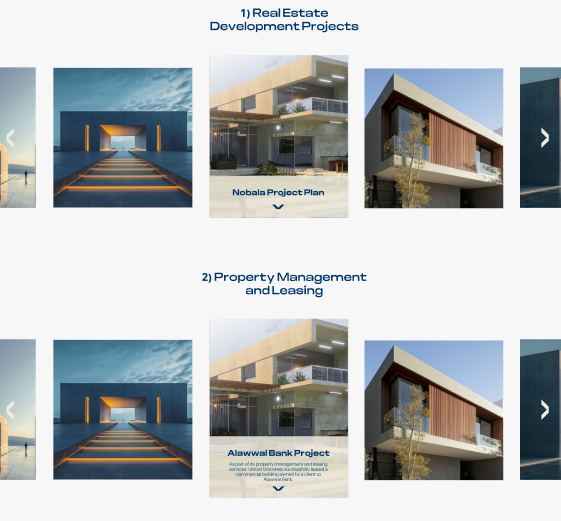 1) Real Estate
Development Projects
Nobala Project Plan
2) Property Management
and Leasing
Alawwal Bank Project
As part of its property management and leasing
services, United Universes successfully leased a
commercial building owned by a client to
Alawwal Bank.